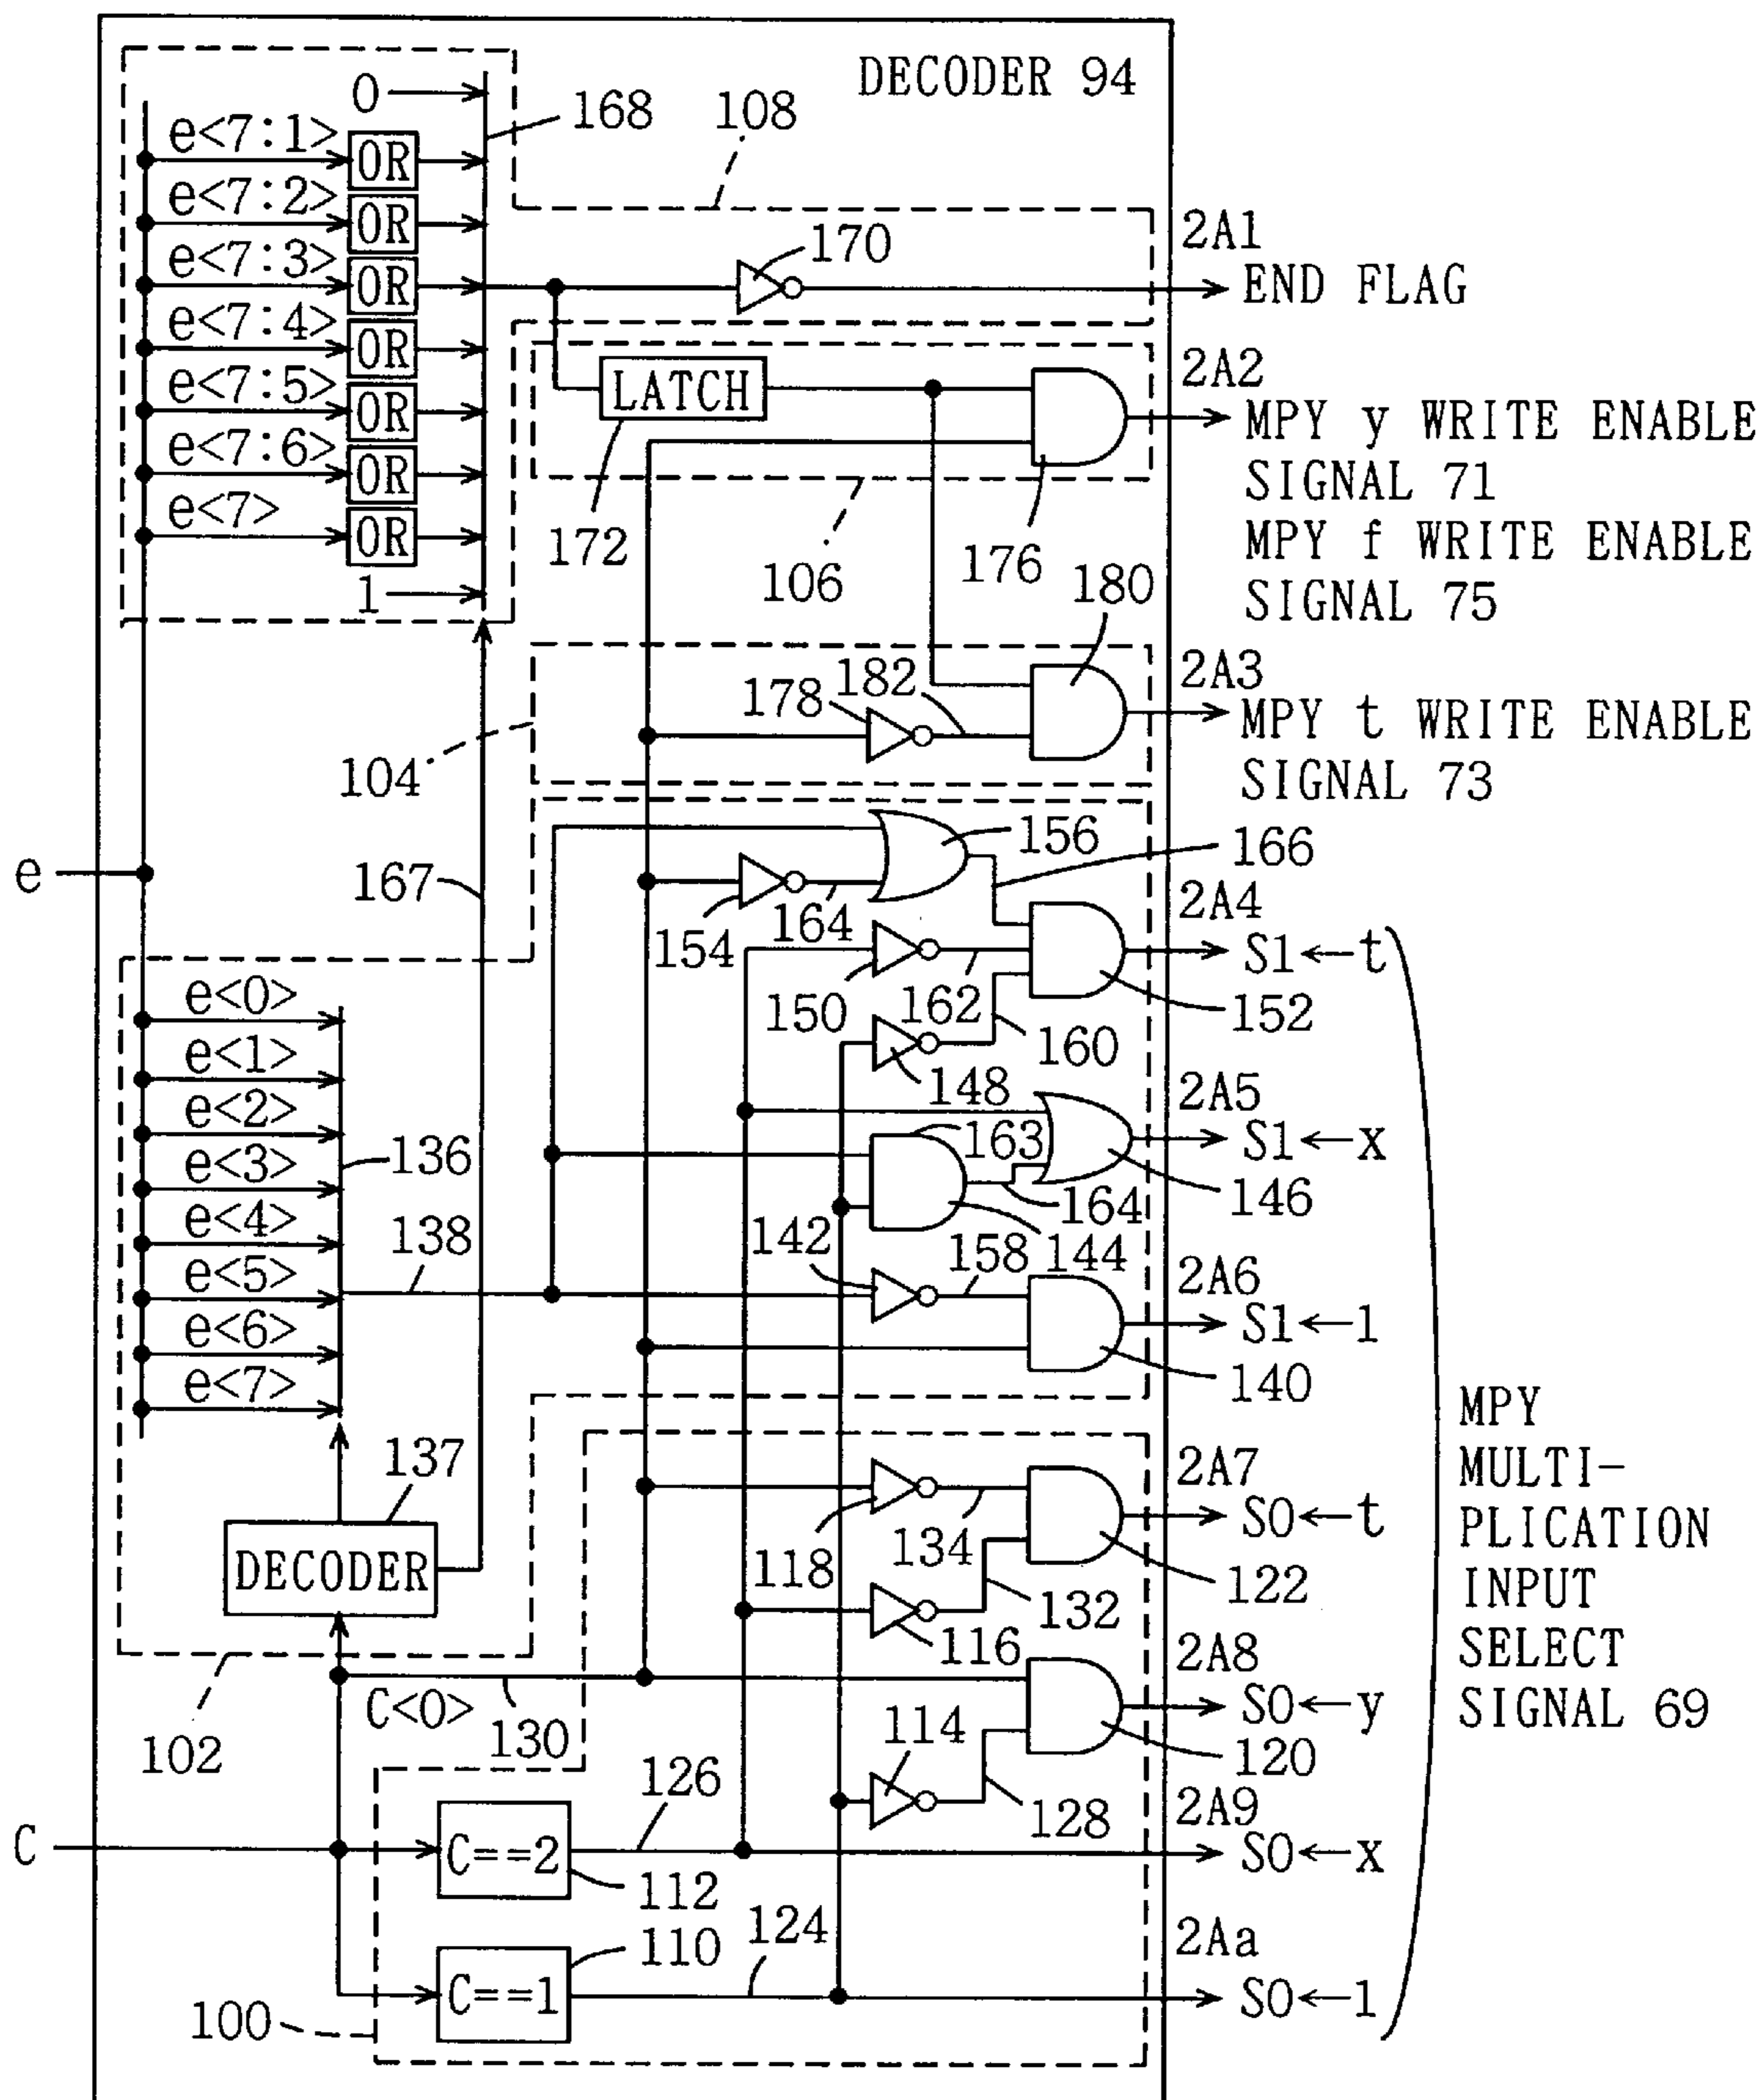 DECODER 94
0
168
108
e<7:1>
OR
e<7:2>
OR
e<7:3>
OR
e<7:4>
OR
e<7:5>
OR
e<7:6>
OR
e<7>
OR
1
170
2A1
END FLAG
LATCH
172
106
176
2A2
MPY y WRITE ENABLE
SIGNAL 71
MPY f WRITE ENABLE
SIGNAL 75
180
178
182
104
2A3
MPY t WRITE ENABLE
SIGNAL 73
e
167
156
166
154
164
2A4
S1←t
150
162
152
160
148
e<0>
e<1>
e<2>
e<3>
e<4>
e<5>
e<6>
e<7>
136
138
163
2A5
S1←x
164
146
142
158
144
2A6
S1←1
140
137
DECODER
2A7
S0←t
118
134
122
132
116
2A8
S0←y
C<0>
130
102
114
120
126
128
2A9
S0←x
C
C==2
112
110
124
C==1
100
2Aa
S0←1
MPY
MULTI-
PLICATION
INPUT
SELECT
SIGNAL 69